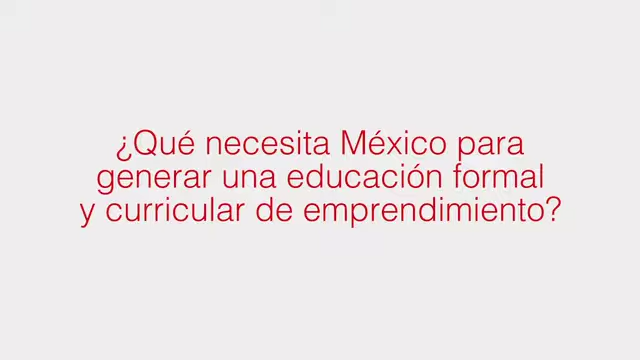 ¿Qué necesita México para
generar una educación formal
y curricular de emprendimiento?